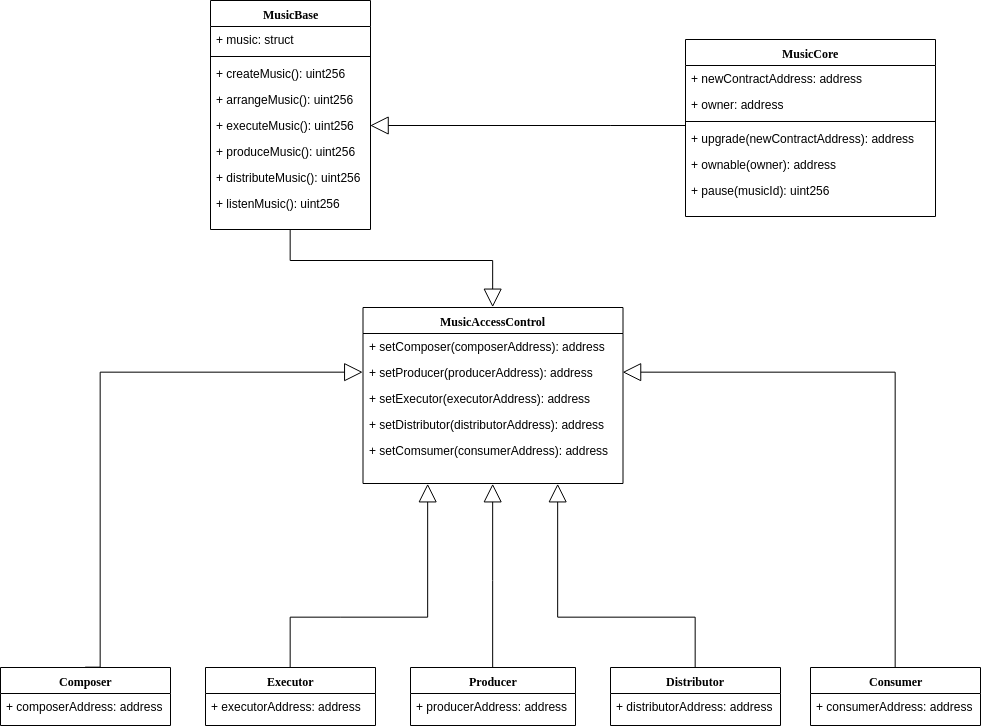 MusicBase
+ music: struct
+ createMusic(): uint256
+ arrangeMusic(): uint256
+ executeMusic(): uint256
+ produceMusic(): uint256
+ distributeMusic(): uint256
+ listenMusic(): uint256
MusicCore
+ newContractAddress: address
+ owner: address
+ upgrade(newContractAddress): address
+ ownable(owner): address
+ pause(musicId): uint256
MusicAccessControl
+ setComposer(composerAddress): address
+ setProducer(producerAddress): address
+ setExecutor(executorAddress): address
+ setDistributor(distributorAddress): address
+ setComsumer(consumerAddress): address
Composer
+ composerAddress: address
Executor
+ executorAddress: address
Producer
+ producerAddress: address
Distributor
+ distributorAddress: address
Consumer
+ consumerAddress: address